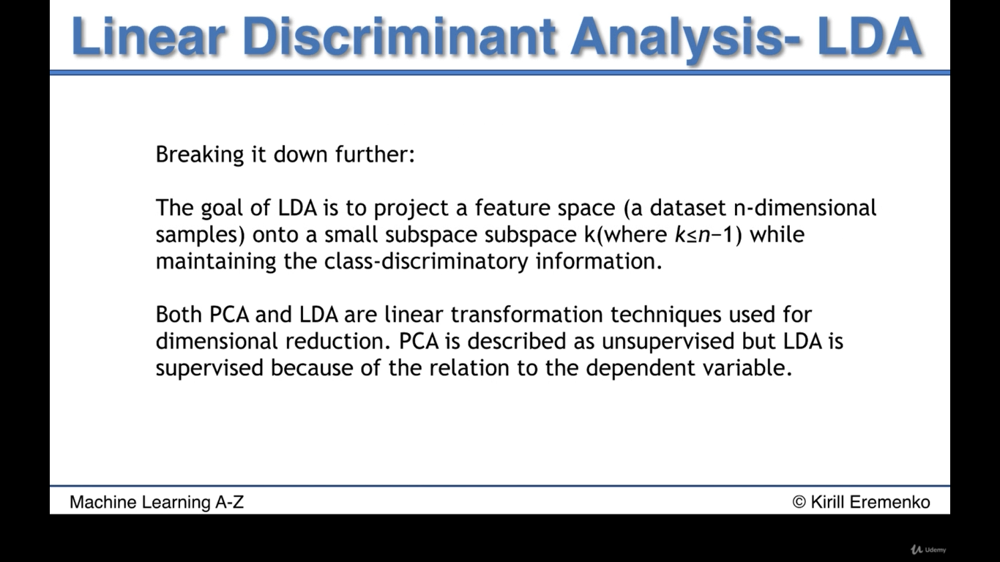 Linear Discriminant Analysis- LDA
Breaking it down further:
The goal of LDA is to project a feature space (a dataset n-dimensional
samples) onto a small subspace subspace k(where k≤n−1) while
maintaining the class-discriminatory information.
Both PCA and LDA are linear transformation techniques used for
dimensional reduction. PCA is described as unsupervised but LDA is
supervised because of the relation to the dependent variable.
Machine Learning A-Z
© Kirill Eremenko
Udemy